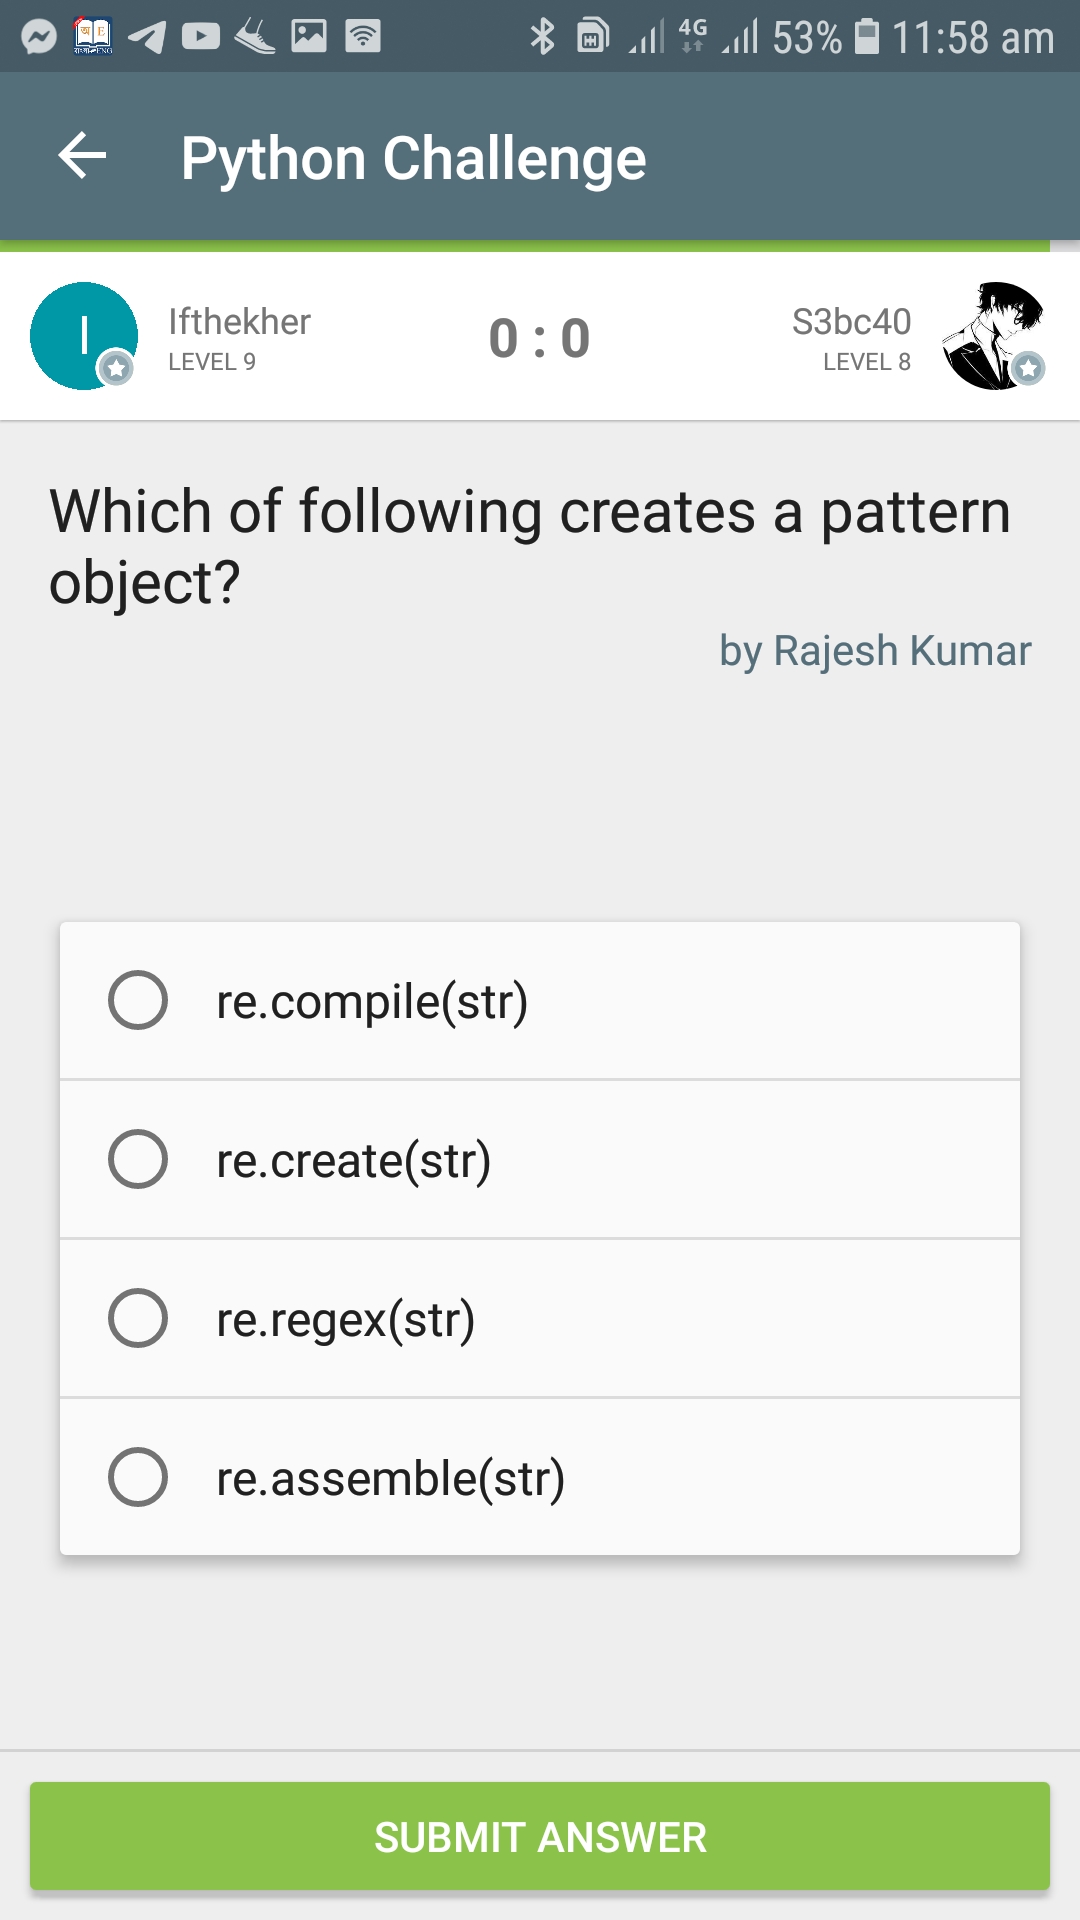 4G 53% 11:58 am
Python Challenge
I
Ifthekher
LEVEL 9
0 : 0
S3bc40
LEVEL 8
Which of following creates a pattern
object?
by Rajesh Kumar
re.compile(str)
re.create(str)
re.regex(str)
re.assemble(str)
SUBMIT ANSWER